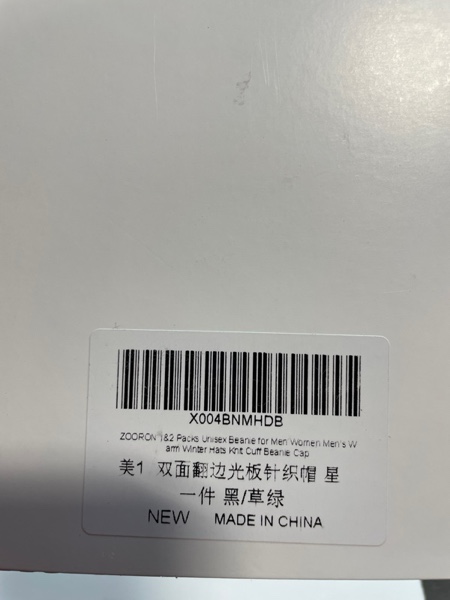 X004BNMHDB
ZOORON 1&2 Packs Unisex Beanie for Men Women Men's W
arm Winter Hats Knit Cuff Beanie Cap
美1 双面翻边光板针织帽 星
一件 黑/草绿
NEW MADE IN CHINA